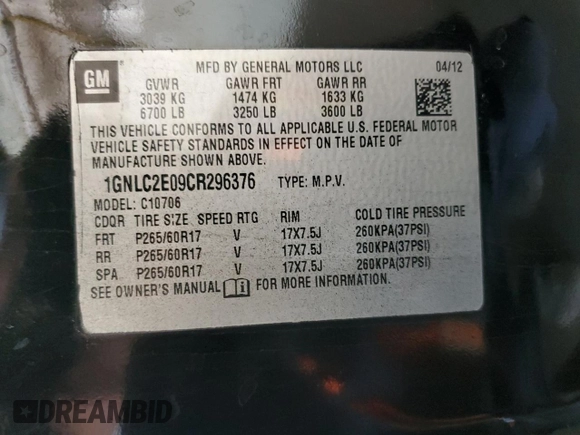 GM
MFD BY GENERAL MOTORS LLC 04/12
GVWR GAWR FRT GAWR RR
3039 KG 1474 KG 1633 KG
6700 LB 3250 LB 3600 LB
THIS VEHICLE CONFORMS TO ALL APPLICABLE U.S. FEDERAL MOTOR
VEHICLE SAFETY STANDARDS IN EFFECT ON THE DATE OF
MANUFACTURE SHOWN ABOVE.
1GNLC2E09CR296376 TYPE: M.P.V.
MODEL: C10706
CDQR TIRE SIZE SPEED RTG RIM COLD TIRE PRESSURE
FRT P265/60R17 V 17X7.5J 260KPA(37PSI)
RR P265/60R17 V 17X7.5J 260KPA(37PSI)
SPA P265/60R17 V 17X7.5J 260KPA(37PSI)
SEE OWNER'S MANUAL FOR MORE INFORMATION.
DREAMBID